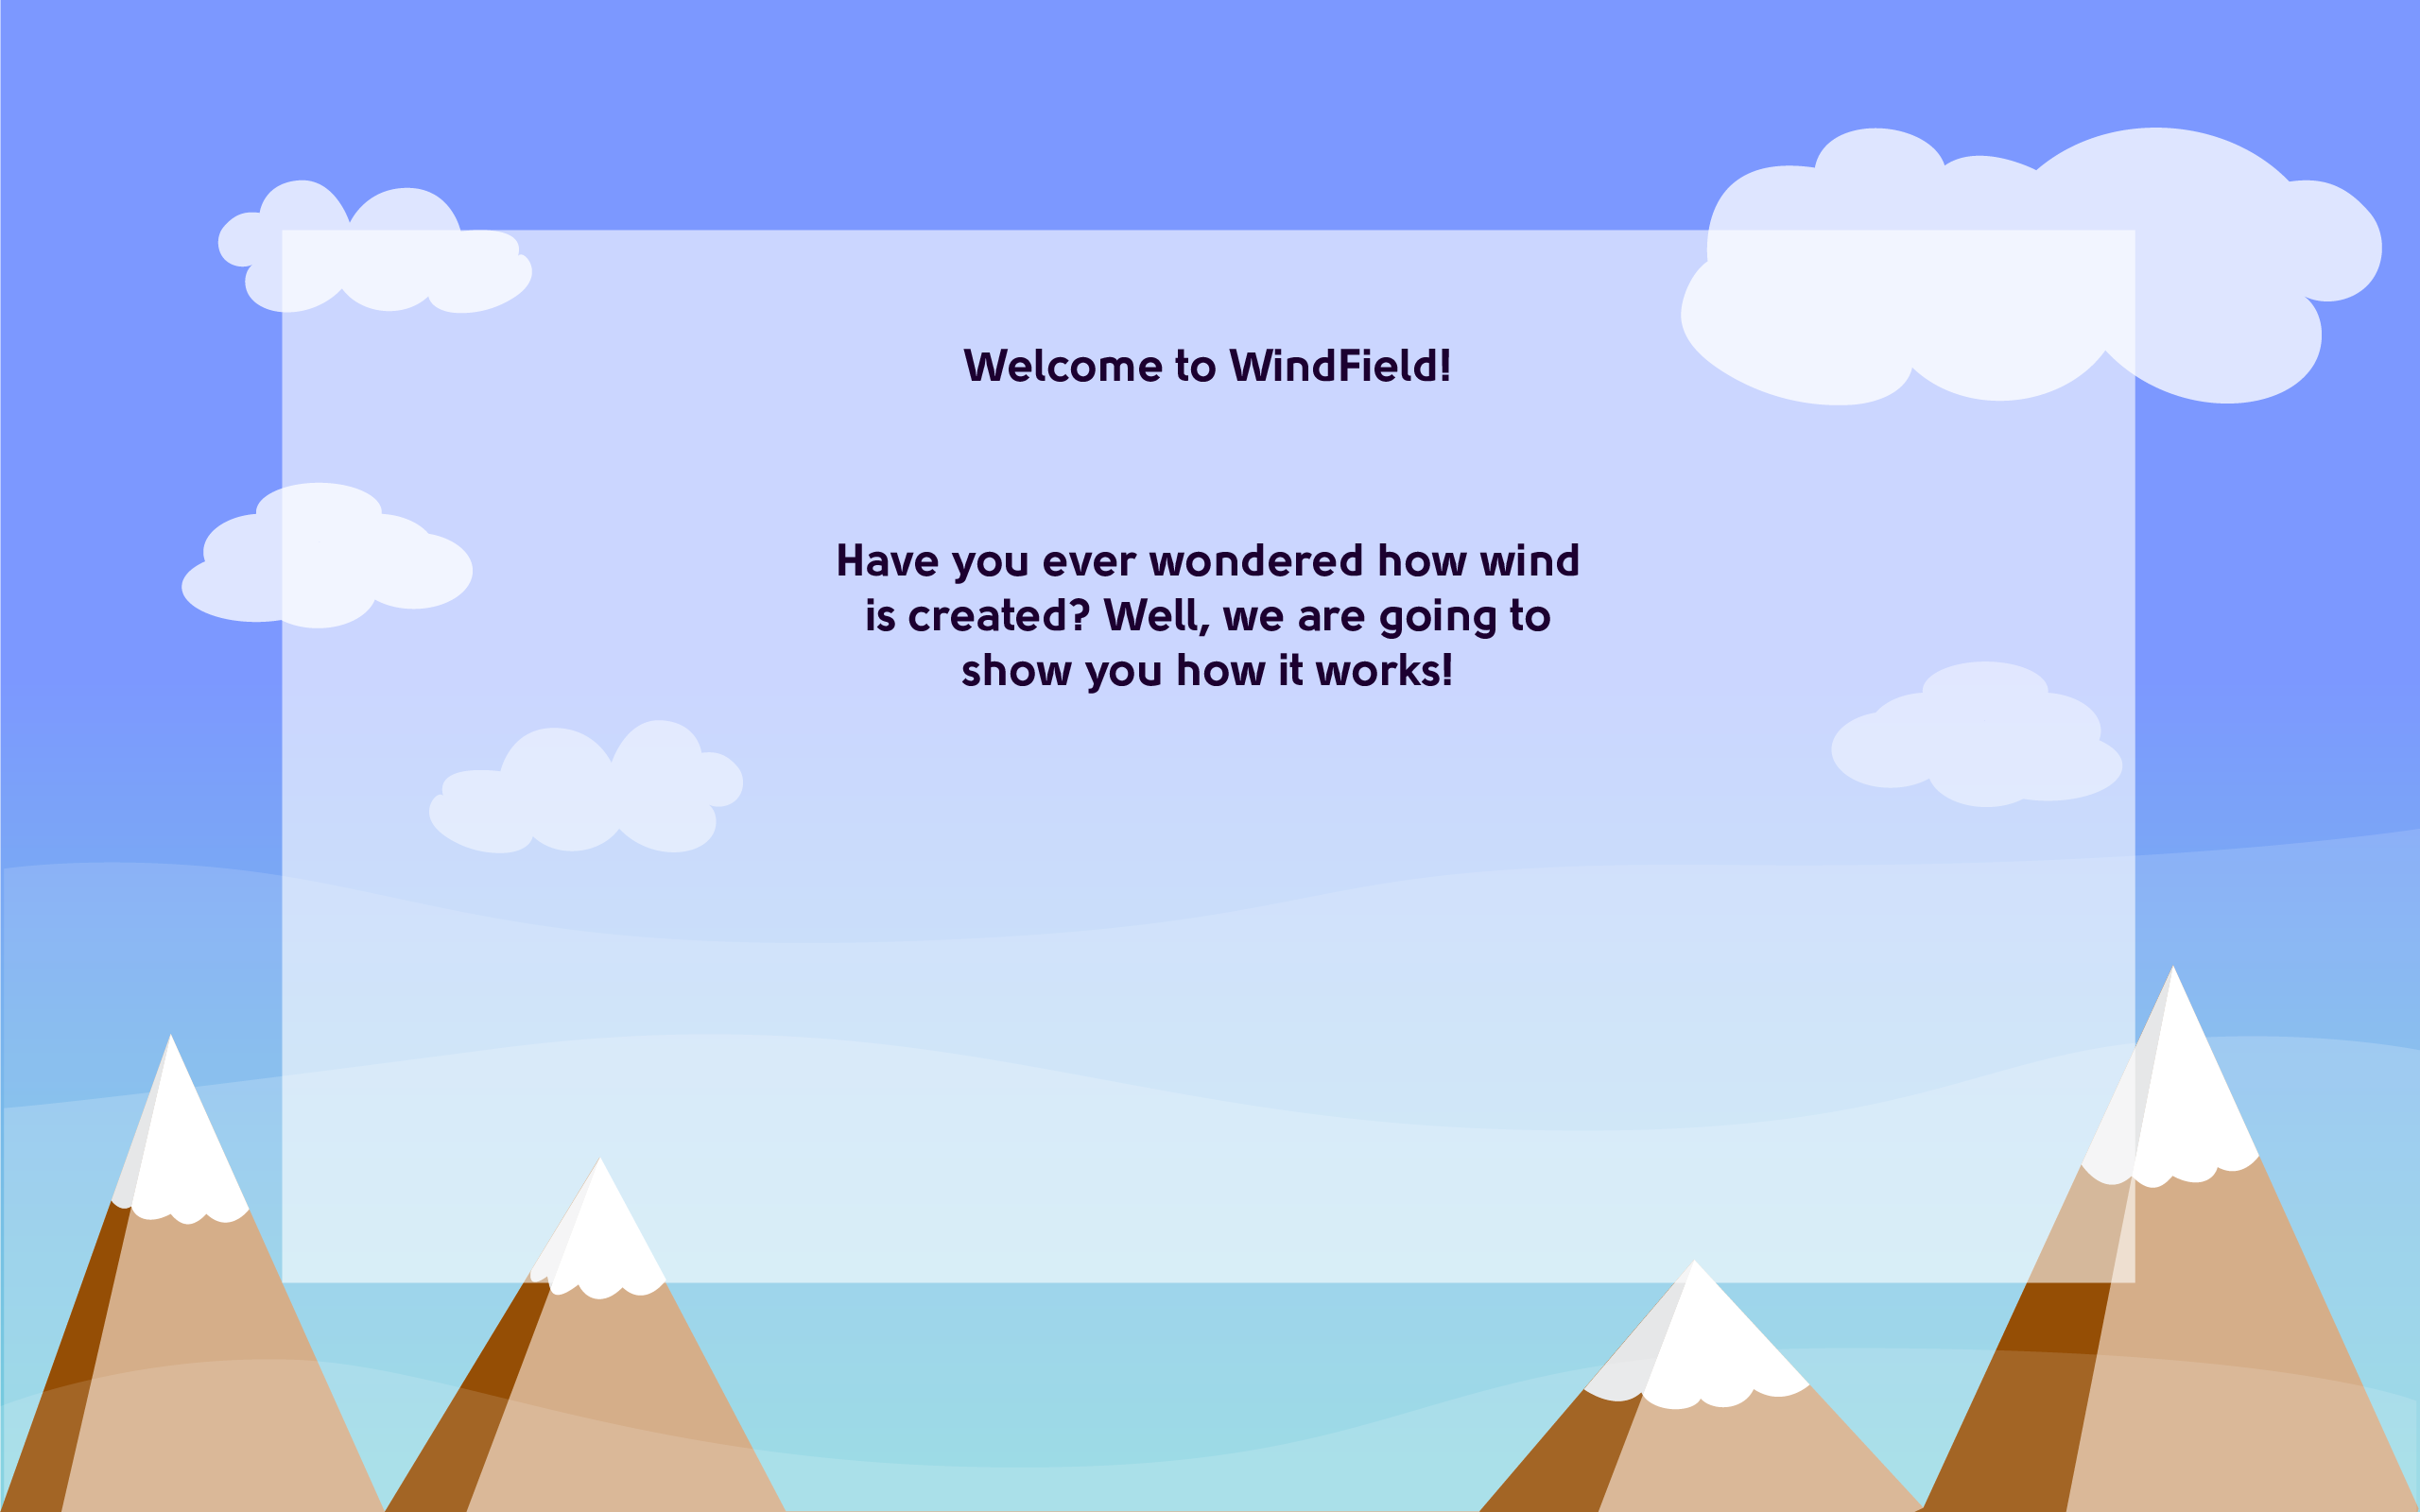 Welcome to WindField!
Have you ever wondered how wind
is created? Well, we are going to
show you how it works!